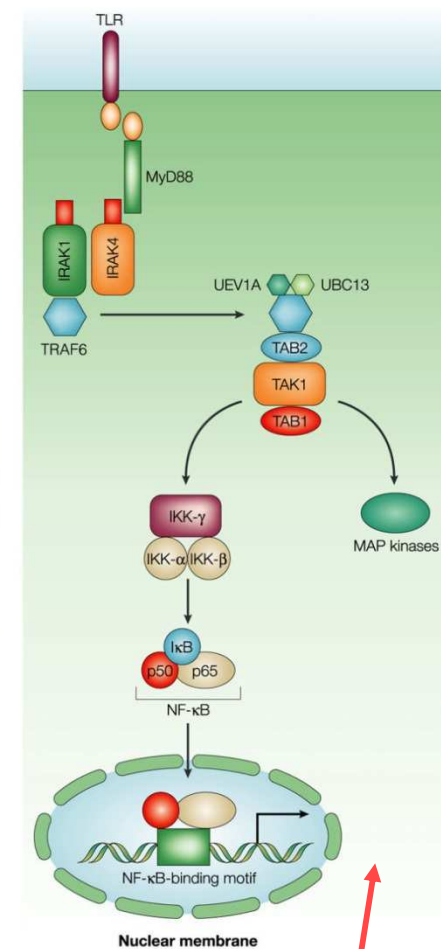 TLR
MyD88
IRAK1
IRAK4
TRAF6
UEV1A
UBC13
TAB2
TAK1
TAB1
IKK-γ
IKK-α
IKK-β
MAP kinases
IκB
p50
p65
NF-κB
NF-κB-binding motif
Nuclear membrane